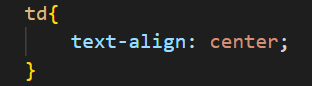 td{
    text-align: center;
}